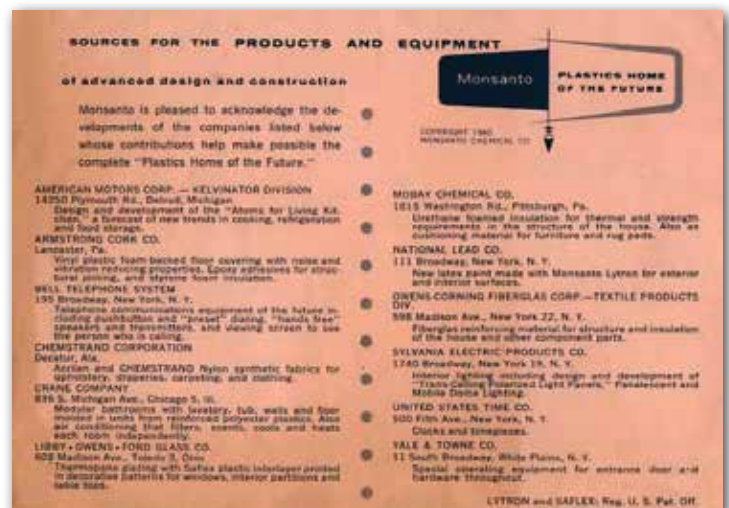 SOURCES FOR THE PRODUCTS AND EQUIPMENT
of advanced design and construction
Monsanto is pleased to acknowledge the de-
velopments of the companies listed below
whose contributions help make possible the
complete "Plastics Home of the Future."
Monsanto
PLASTICS HOME
OF THE FUTURE
COPYRIGHT 1960
MONSANTO CHEMICAL CO.
AMERICAN MOTORS CORP. — KELVINATOR DIVISION
14250 Plymouth Rd., Detroit, Michigan
Design and development of the "Atoms for Living Kit-
chen," a forecast of new trends in cooking, refrigeration
and food storage.
ARMSTRONG CORK CO.
Lancaster, Pa.
Vinyl plastic foam-backed floor covering with noise and
vibration reducing properties. Epoxy adhesives for struc-
tural joining, and styrene foam insulation.
BELL TELEPHONE SYSTEM
195 Broadway, New York, N. Y.
Telephone communications equipment of the future in-
cluding pushbutton and "preset" dialing, "hands free"
speakers and transmitters, and viewing screen to see
the person who is calling.
CHEMSTRAND CORPORATION
Decatur, Ala.
Acrilan and CHEMSTRAND Nylon synthetic fabrics for
upholstery, draperies, carpeting, and clothing.
CRANE COMPANY
836 S. Michigan Ave., Chicago 5, Ill.
Modular bathrooms with lavatory, tub, walls and floor
molded in units from reinforced polyester plastics. Also
air conditioning that filters, scents, cools and heats
each room independently.
LIBBY•OWENS•FORD GLASS CO.
608 Madison Ave., Toledo 3, Ohio
Thermopane glazing with Saflex plastic interlayer printed
in decorative patterns for windows, interior partitions and
table tops.
MOBAY CHEMICAL CO.
1815 Washington Rd., Pittsburgh, Pa.
Urethane foamed insulation for thermal and strength
requirements in the structure of the house. Also as
cushioning material for furniture and rug pads.
NATIONAL LEAD CO.
111 Broadway, New York, N. Y.
New latex paint made with Monsanto Lytron for exterior
and interior surfaces.
OWENS-CORNING FIBERGLAS CORP.—TEXTILE PRODUCTS
DIV.
598 Madison Ave., New York 22, N. Y.
Fiberglas reinforcing material for structure and insulation
of the house and other component parts.
SYLVANIA ELECTRIC PRODUCTS CO.
1740 Broadway, New York 19, N. Y.
Interior lighting including design and development of
"Trans-Ceiling Polarized Light Panels," Panalescent and
Mobile Dome Lighting.
UNITED STATES TIME CO.
500 Fifth Ave., New York, N. Y.
Clocks and timepieces.
YALE & TOWNE CO.
11 South Broadway, White Plains, N. Y.
Special operating equipment for entrance door and
hardware throughout.
LYTRON and SAFLEX: Reg. U. S. Pat. Off.